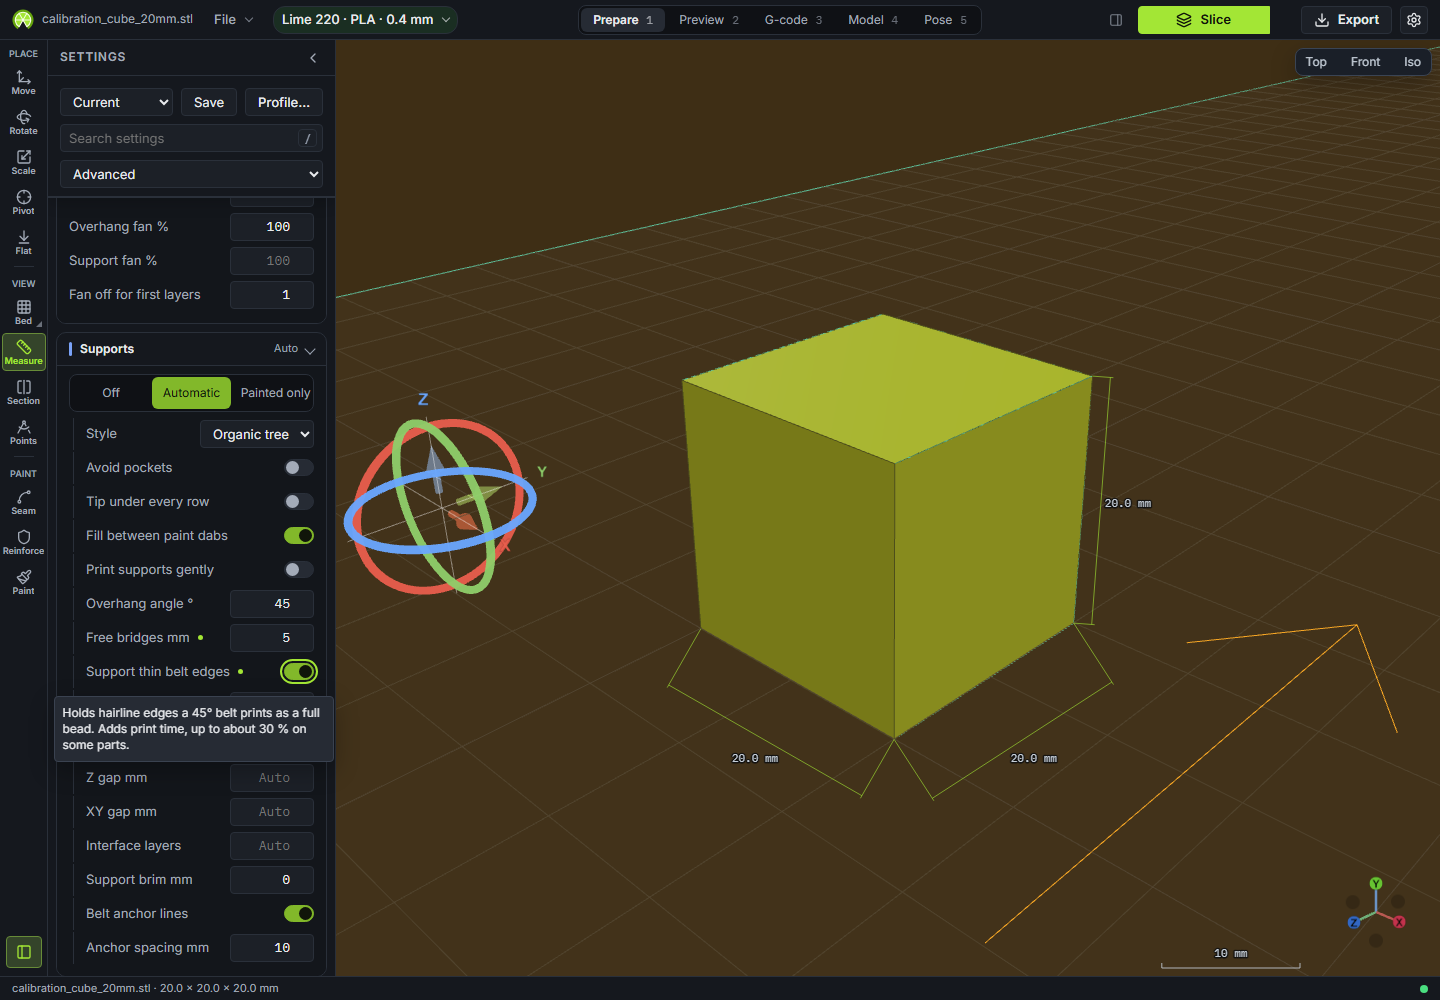 calibration_cube_20mm.stl
File
Lime 220 · PLA · 0.4 mm
Prepare 1
Preview 2
G-code 3
Model 4
Pose 5
Slice
Export
PLACE
Move
Rotate
Scale
Pivot
Flat
VIEW
Bed
Measure
Section
Points
PAINT
Seam
Reinforce
Paint
SETTINGS
Current
Save
Profile...
Search settings /
Advanced
Overhang fan % 100
Support fan % 100
Fan off for first layers 1
Supports Auto
Off Automatic Painted only
Style Organic tree
Avoid pockets
Tip under every row
Fill between paint dabs
Print supports gently
Overhang angle ° 45
Free bridges mm 5
Support thin belt edges
Holds hairline edges a 45° belt prints as a full
bead. Adds print time, up to about 30 % on
some parts.
Z gap mm Auto
XY gap mm Auto
Interface layers Auto
Support brim mm 0
Belt anchor lines
Anchor spacing mm 10
Top Front Iso
Z
Y
X
20.0 mm
20.0 mm
20.0 mm
Y
Z
X
10 mm
calibration_cube_20mm.stl · 20.0 × 20.0 × 20.0 mm